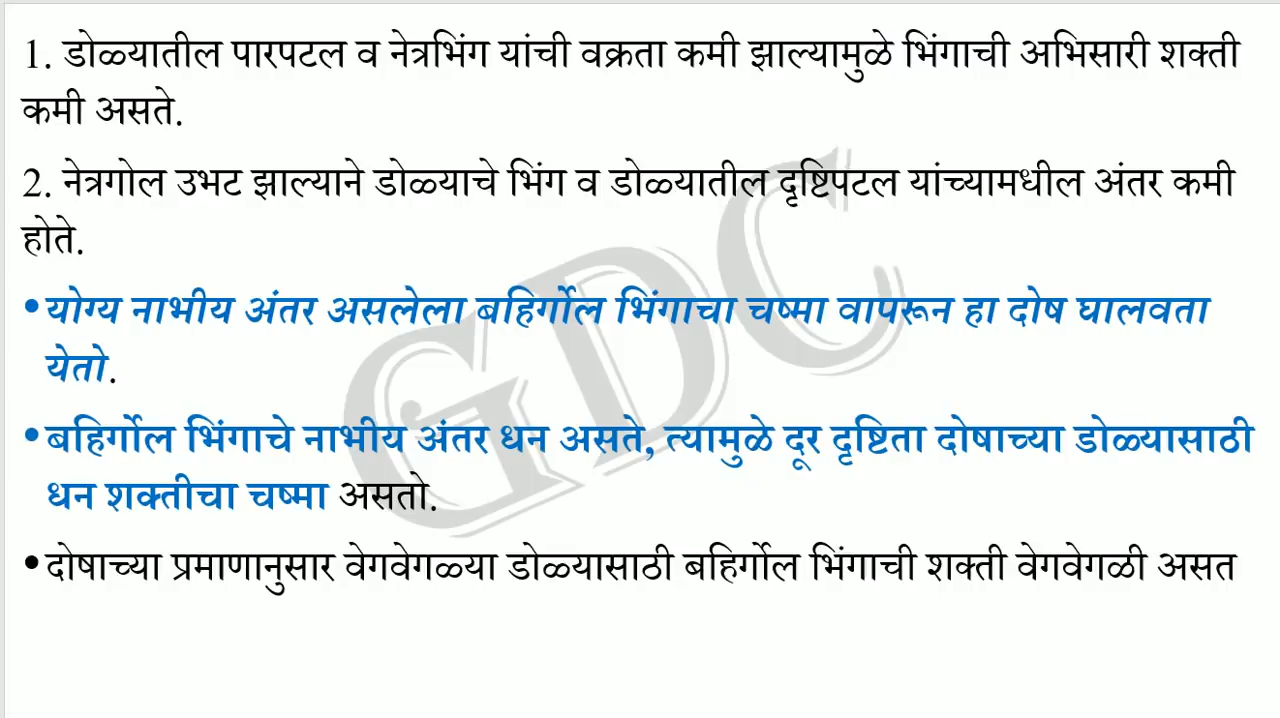 1. डोळ्यातील पारपटल व नेत्रभिंग यांची वक्रता कमी झाल्यामुळे भिंगाची अभिसारी शक्ती
कमी असते.
2. नेत्रगोल उभट झाल्याने डोळ्याचे भिंग व डोळ्यातील दृष्टिपटल यांच्यामधील अंतर कमी
होते.
• योग्य नाभीय अंतर असलेला बहिर्गोल भिंगाचा चष्मा वापरून हा दोष घालवता
येतो.
• बहिर्गोल भिंगाचे नाभीय अंतर धन असते, त्यामुळे दूर दृष्टिता दोषाच्या डोळ्यासाठी
धन शक्तीचा चष्मा असतो.
• दोषाच्या प्रमाणानुसार वेगवेगळ्या डोळ्यासाठी बहिर्गोल भिंगाची शक्ती वेगवेगळी असत
GDC